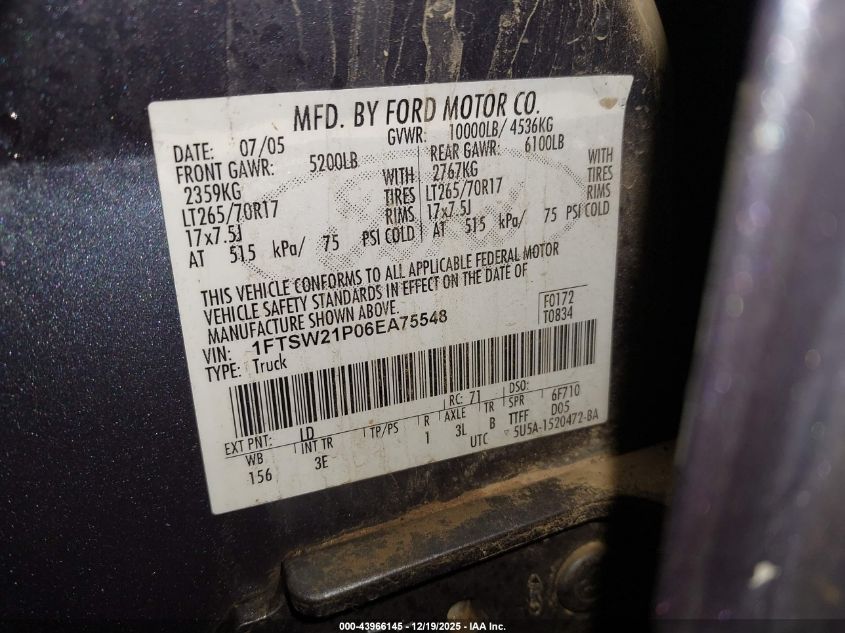 MFD. BY FORD MOTOR CO.
DATE: 07/05 GVWR: 10000LB/ 4536KG
FRONT GAWR: 5200LB REAR GAWR: 6100LB
2359KG WITH 2767KG WITH
LT265/70R17 TIRES LT265/70R17 TIRES
17x7.5J RIMS 17x7.5J RIMS
AT 515 kPa/ 75 PSI COLD AT 515 kPa/ 75 PSI COLD
THIS VEHICLE CONFORMS TO ALL APPLICABLE FEDERAL MOTOR
VEHICLE SAFETY STANDARDS IN EFFECT ON THE DATE OF
MANUFACTURE SHOWN ABOVE.
VIN: 1FTSW21P06EA75548
F0172
T0834
TYPE: Truck
EXT PNT: LD RC: 71 DSO:
WB INT TR TP/PS R AXLE TR SPR 6F710
156 3E 1 3L B TTFF D05
UTC 5U5A-1520472-BA
000-43966145 - 12/19/2025 - IAA Inc.